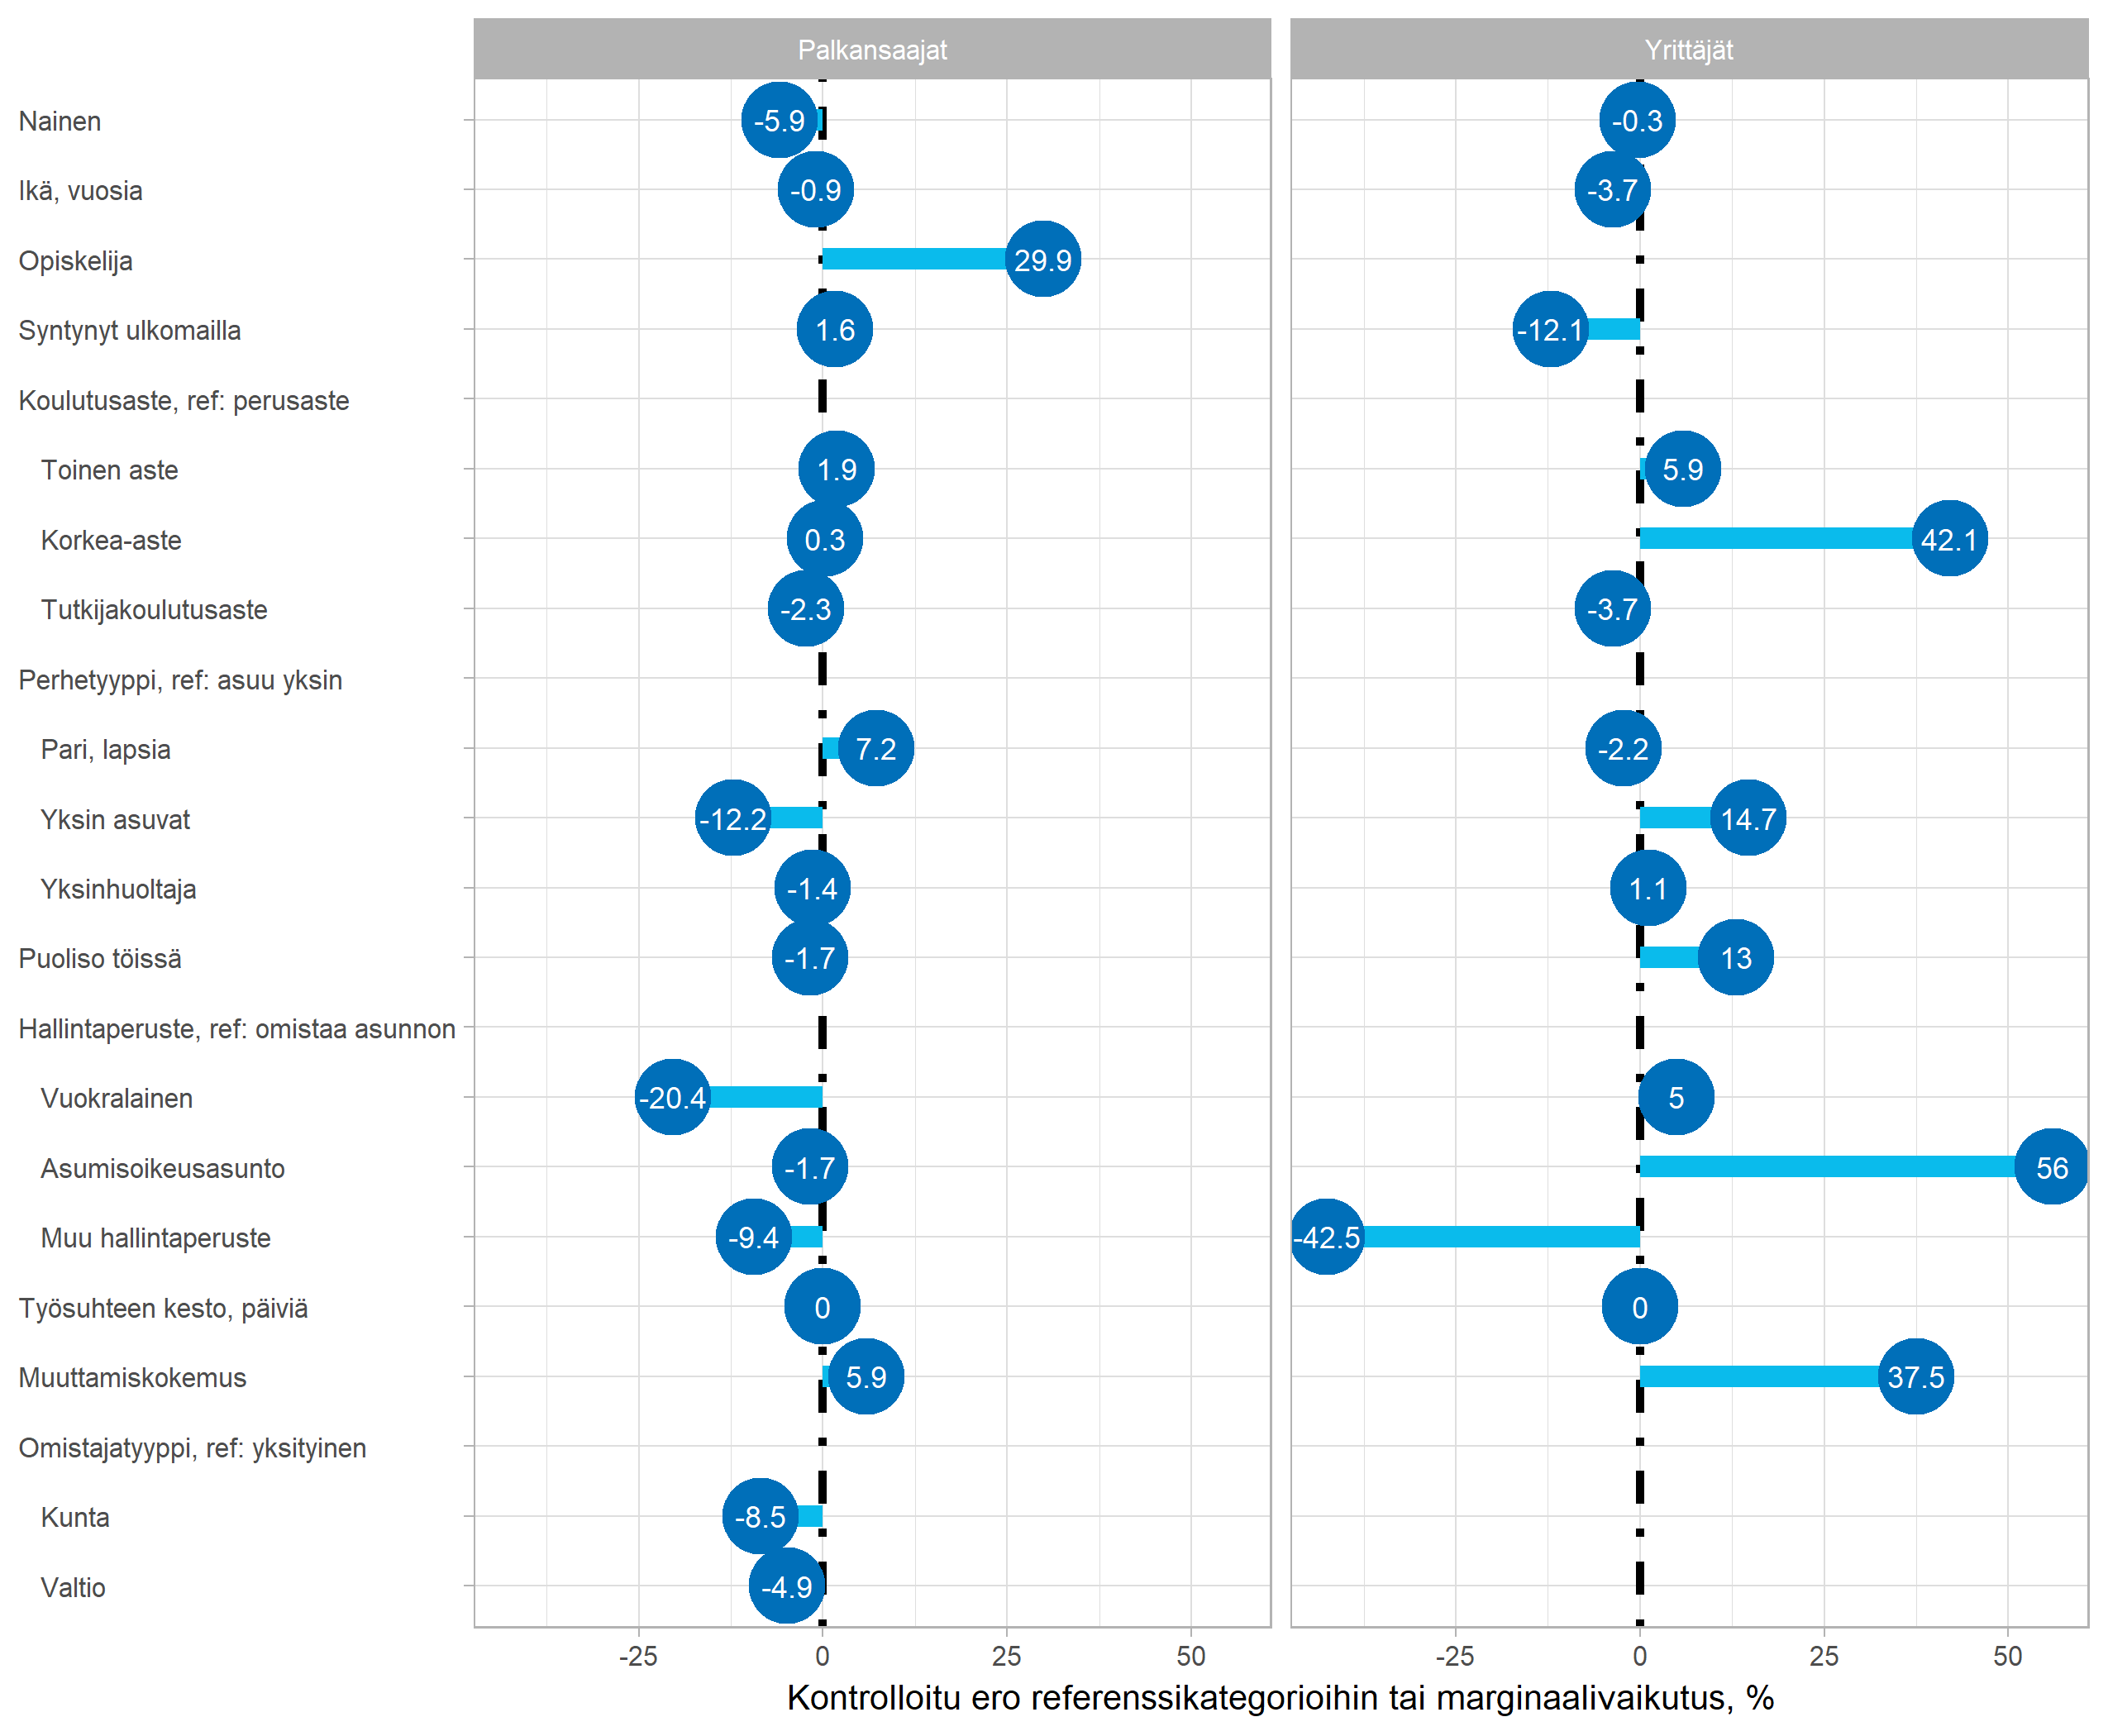 Palkansaajat Yrittäjät
Nainen -5.9 -0.3
Ikä, vuosia -0.9 -3.7
Opiskelija 29.9
Syntynyt ulkomailla 1.6 -12.1
Koulutusaste, ref: perusaste
Toinen aste 1.9 5.9
Korkea-aste 0.3 42.1
Tutkijakoulutusaste -2.3 -3.7
Perhetyyppi, ref: asuu yksin
Pari, lapsia 7.2 -2.2
Yksin asuvat -12.2 14.7
Yksinhuoltaja -1.4 1.1
Puoliso töissä -1.7 13
Hallintaperuste, ref: omistaa asunnon
Vuokralainen -20.4 5
Asumisoikeusasunto -1.7 56
Muu hallintaperuste -9.4 -42.5
Työsuhteen kesto, päiviä 0 0
Muuttamiskokemus 5.9 37.5
Omistajatyyppi, ref: yksityinen
Kunta -8.5
Valtio -4.9
-25 0 25 50 -25 0 25 50
Kontrolloitu ero referenssikategorioihin tai marginaalivaikutus, %